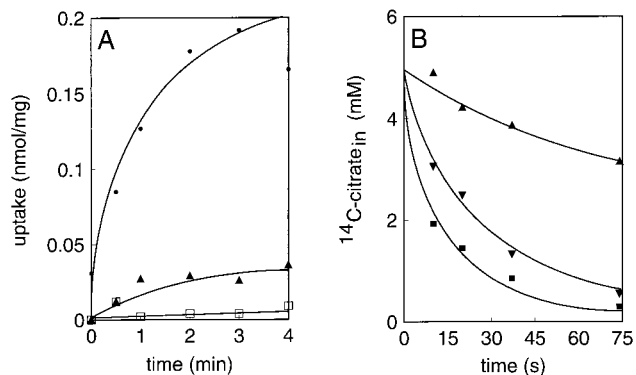 A
uptake (nmol/mg)
0.2
0.15
0.1
0.05
0
0 1 2 3 4
time (min)
B
14C-citratein (mM)
6
4
2
0
0 15 30 45 60 75
time (s)